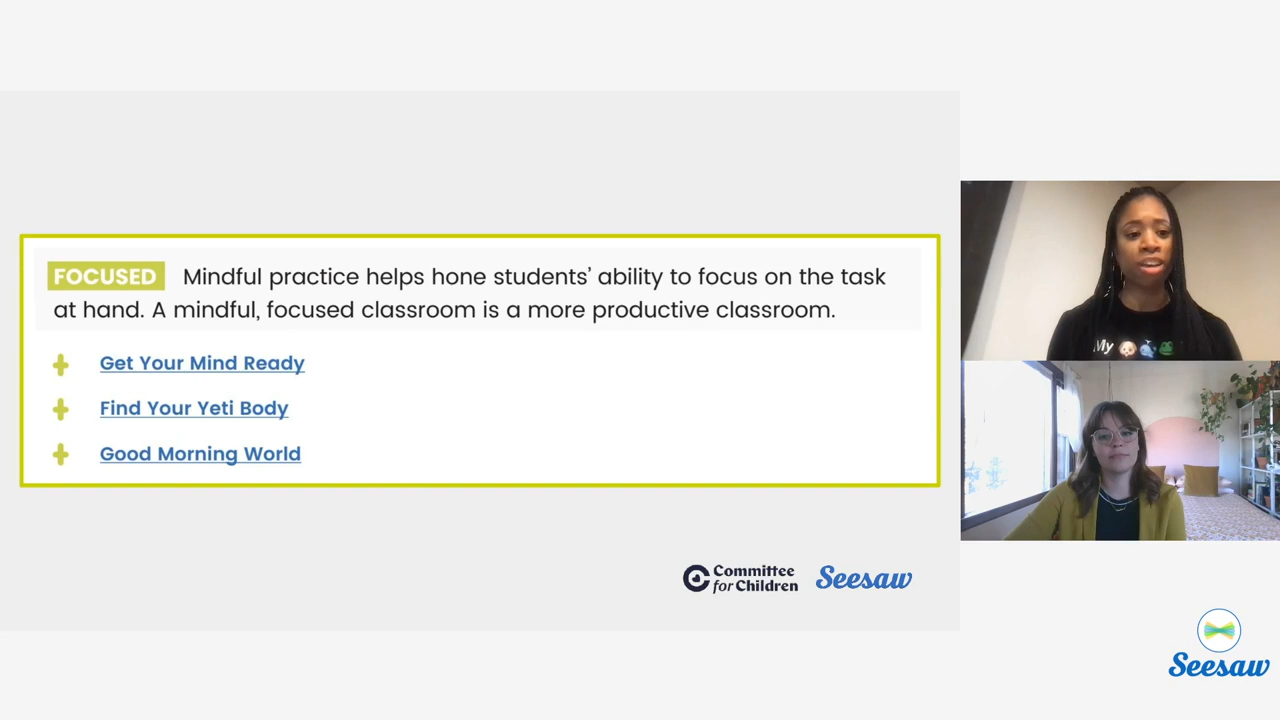 FOCUSED Mindful practice helps hone students’ ability to focus on the task
at hand. A mindful, focused classroom is a more productive classroom.
Get Your Mind Ready
Find Your Yeti Body
Good Morning World
Committee
for Children
Seesaw
My
Seesaw